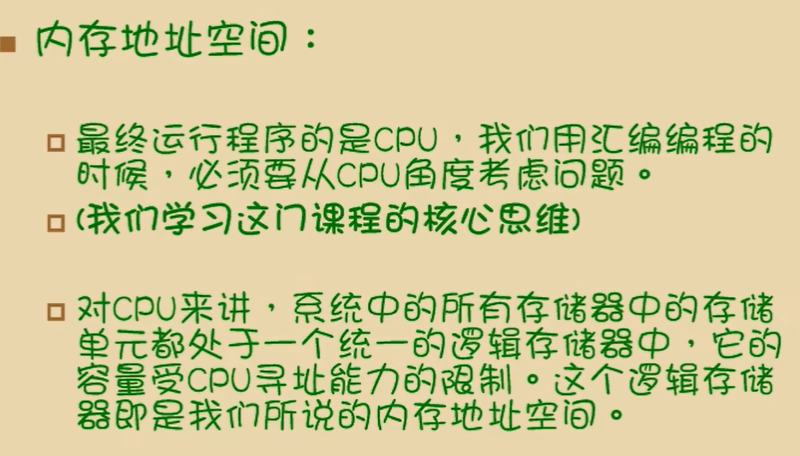 内存地址空间：
最终运行程序的是CPU，我们用汇编编程的
时候，必须要从CPU角度考虑问题。
(我们学习这门课程的核心思维)
对CPU来讲，系统中的所有存储器中的存储
单元都处于一个统一的逻辑存储器中，它的
容量受CPU寻址能力的限制。这个逻辑存储
器即是我们所说的内存地址空间。